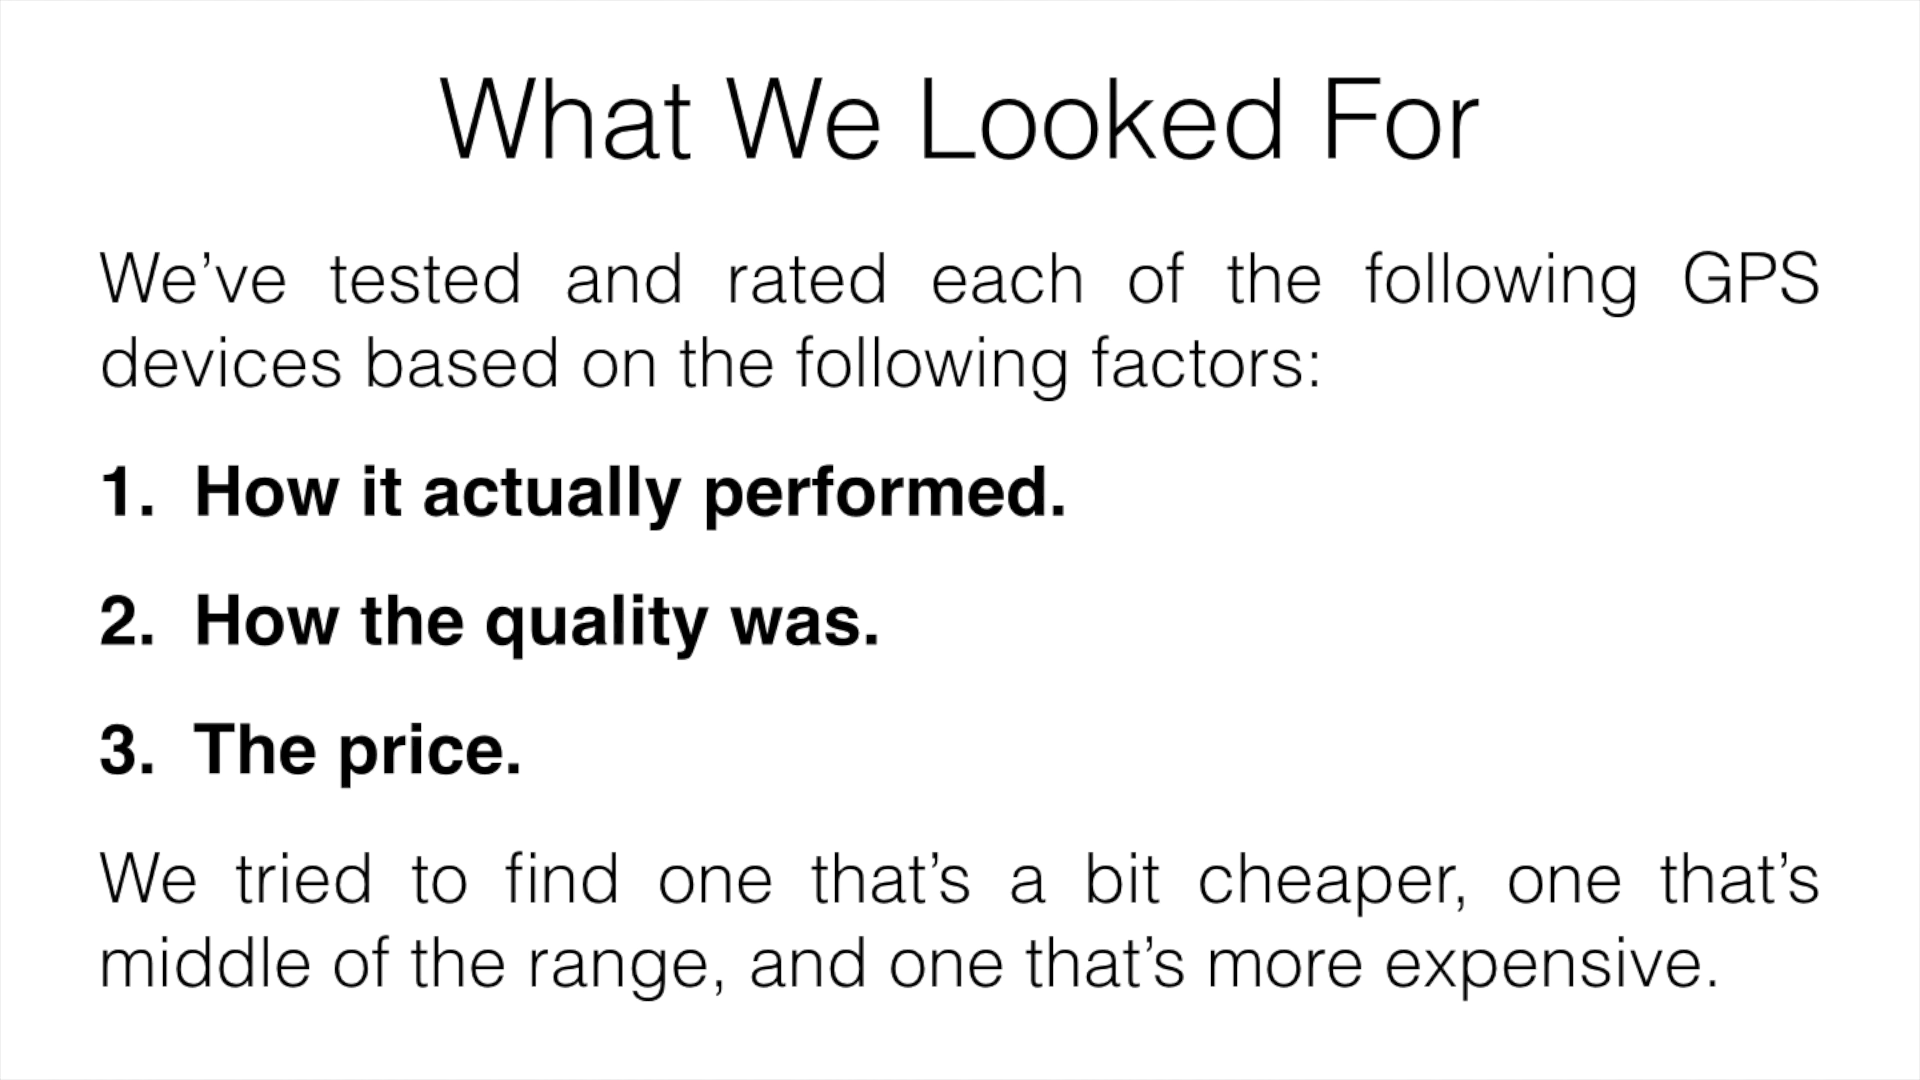 What We Looked For
We’ve tested and rated each of the following GPS
devices based on the following factors:
1. How it actually performed.
2. How the quality was.
3. The price.
We tried to find one that’s a bit cheaper, one that’s
middle of the range, and one that’s more expensive.